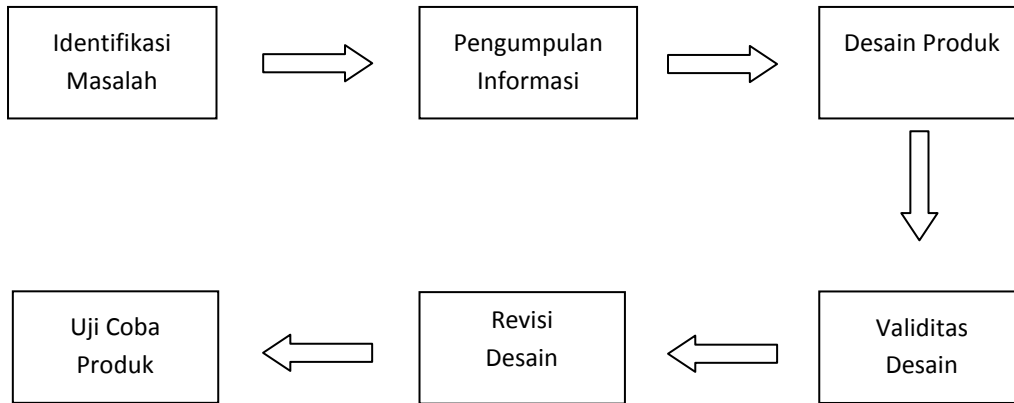 Identifikasi
Masalah
Pengumpulan
Informasi
Desain Produk
Validitas
Desain
Revisi
Desain
Uji Coba
Produk